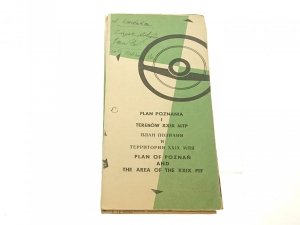 PLAN POZNANIA
I
TERENÓW XXIX MTP
ПЛАН ПОЗНАНИ
И
ТЕРРИТОРИИ XXIX МПЯ
PLAN OF POZNAŃ
AND
THE AREA OF THE XXIX PIF